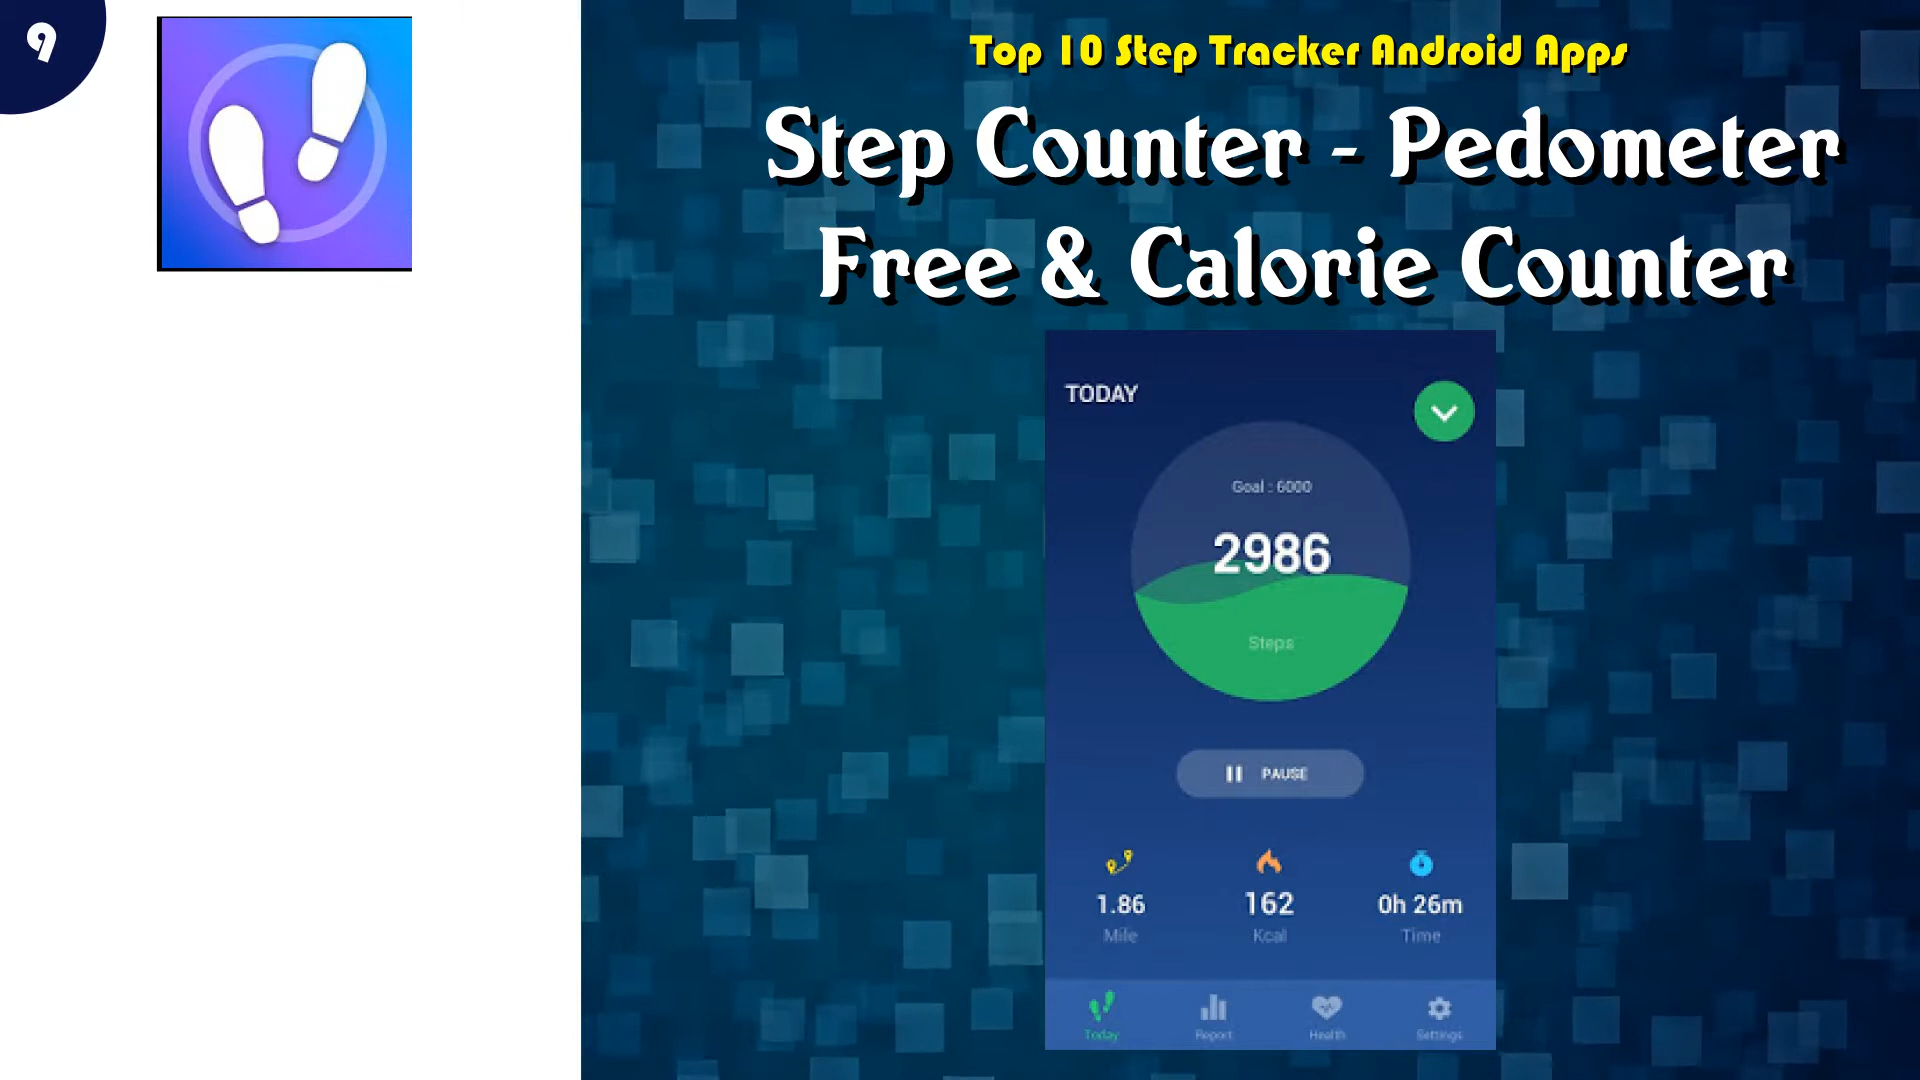 9
Top 10 Step Tracker Android Apps
Step Counter - Pedometer
Free & Calorie Counter
TODAY
Goal : 6000
2986
Steps
PAUSE
1.86 162 0h 26m
Mile Kcal Time
Today Report Health Settings